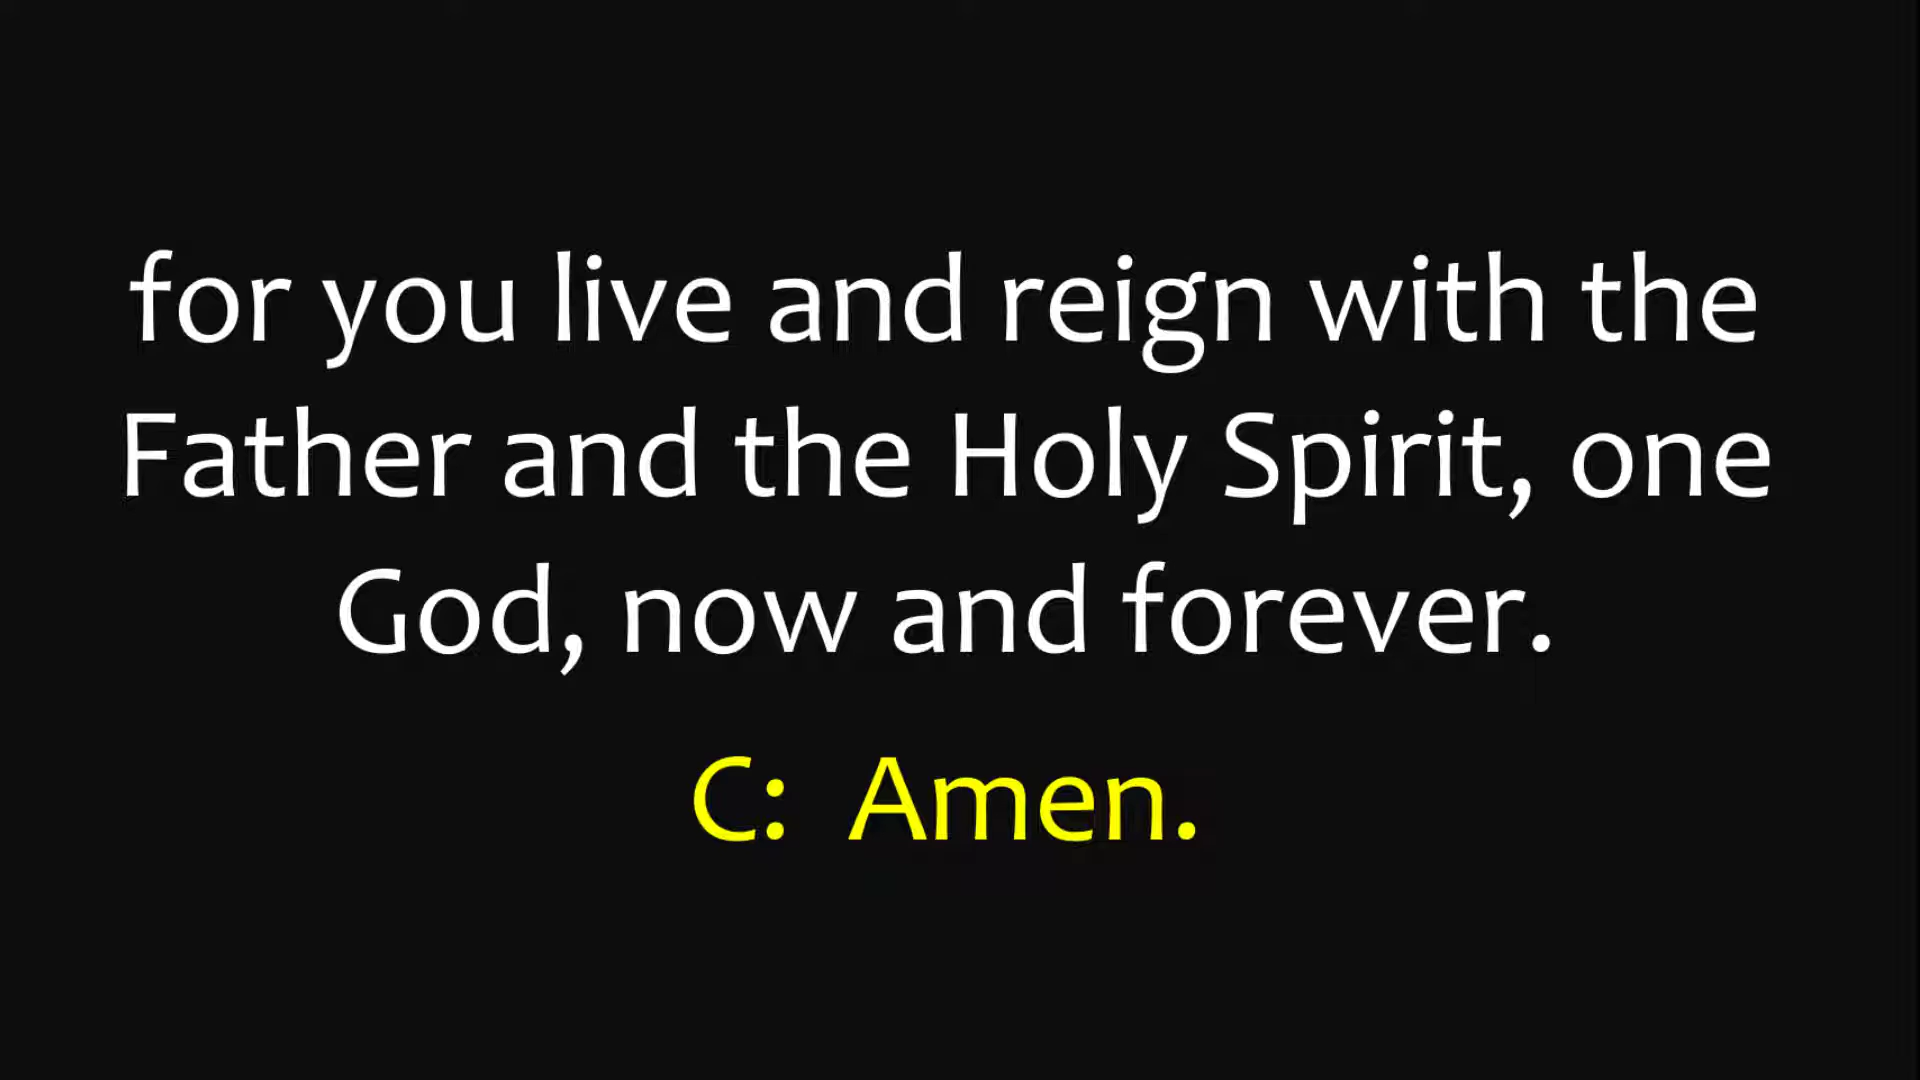 for you live and reign with the
Father and the Holy Spirit, one
God, now and forever.
C:  Amen.